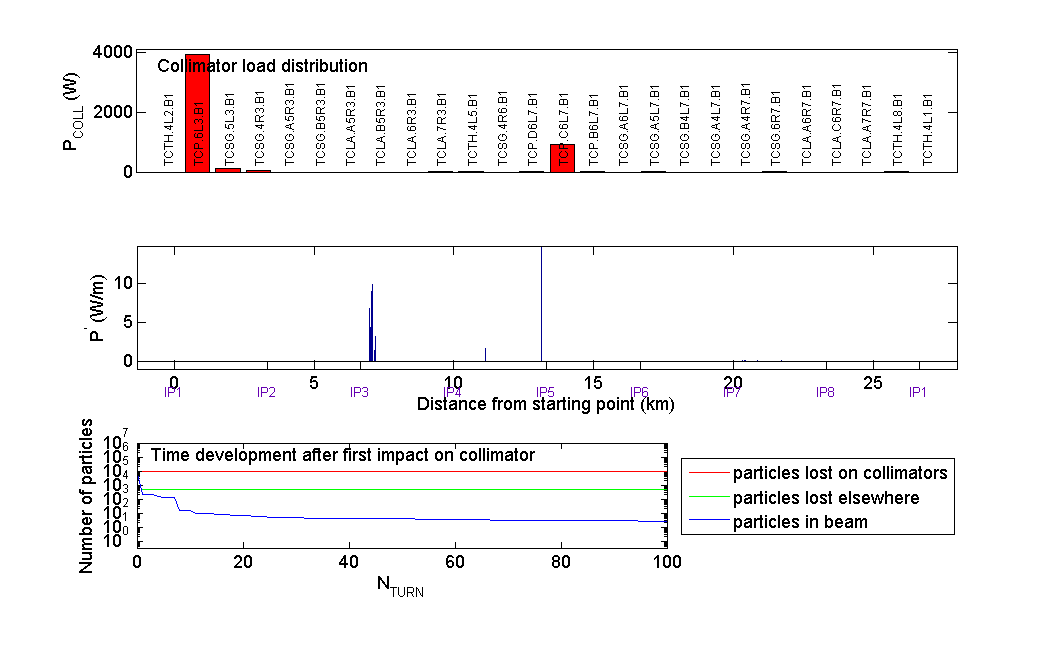 Collimator load distribution
P_COLL (W)
4000
2000
0
TCTH.4L2.B1
TCP.6L3.B1
TCSG.5L3.B1
TCSG.4R3.B1
TCSG.A5R3.B1
TCSG.B5R3.B1
TCLA.A5R3.B1
TCLA.B5R3.B1
TCLA.6R3.B1
TCLA.7R3.B1
TCTH.4L5.B1
TCSG.4R6.B1
TCP.D6L7.B1
TCP.C6L7.B1
TCP.B6L7.B1
TCSG.A6L7.B1
TCSG.A5L7.B1
TCSG.B4L7.B1
TCSG.A4L7.B1
TCSG.A4R7.B1
TCSG.6R7.B1
TCLA.A6R7.B1
TCLA.C6R7.B1
TCLA.A7R7.B1
TCTH.4L8.B1
TCTH.4L1.B1
P' (W/m)
10
5
0
0 5 10 15 20 25
IP1 IP2 IP3 IP4 IP5 IP6 IP7 IP8 IP1
Distance from starting point (km)
Time development after first impact on collimator
Number of particles
10^7
10^6
10^5
10^4
10^3
10^2
10^1
10^0
0 20 40 60 80 100
N_TURN
particles lost on collimators
particles lost elsewhere
particles in beam